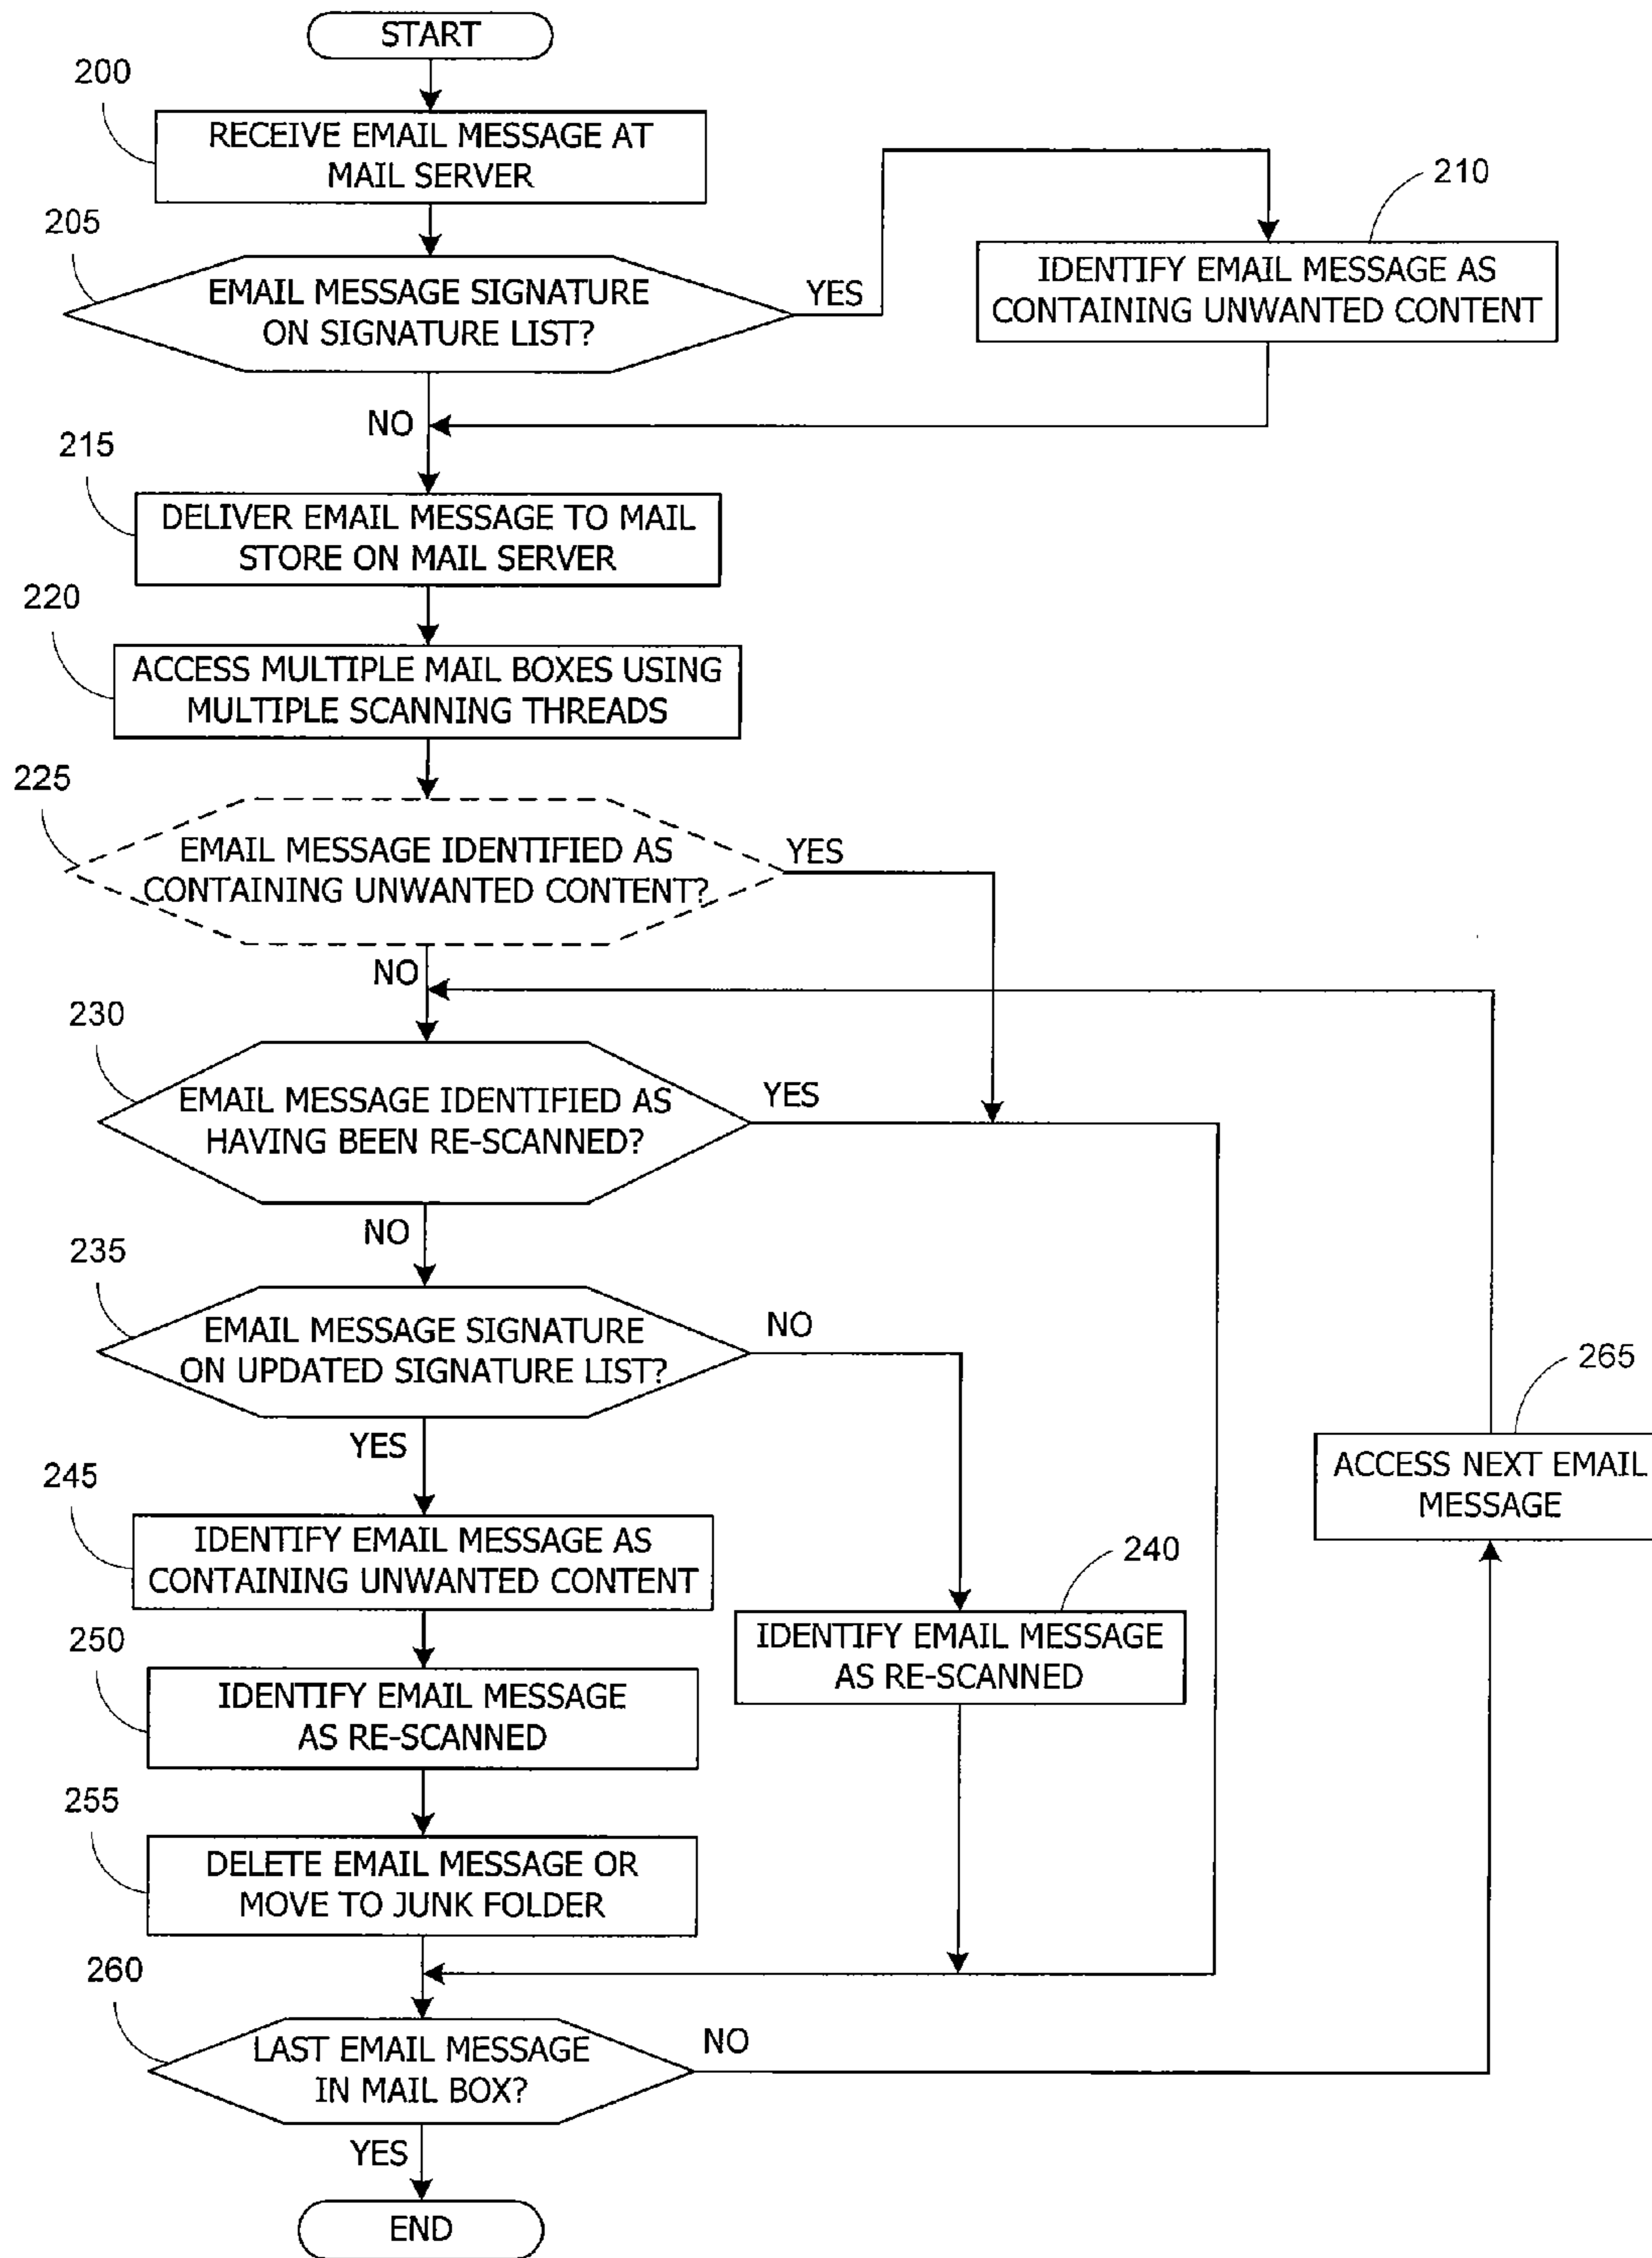 START
200
RECEIVE EMAIL MESSAGE AT
MAIL SERVER
205
EMAIL MESSAGE SIGNATURE
ON SIGNATURE LIST?
YES
210
IDENTIFY EMAIL MESSAGE AS
CONTAINING UNWANTED CONTENT
NO
215
DELIVER EMAIL MESSAGE TO MAIL
STORE ON MAIL SERVER
220
ACCESS MULTIPLE MAIL BOXES USING
MULTIPLE SCANNING THREADS
225
EMAIL MESSAGE IDENTIFIED AS
CONTAINING UNWANTED CONTENT?
YES
NO
230
EMAIL MESSAGE IDENTIFIED AS
HAVING BEEN RE-SCANNED?
YES
NO
235
EMAIL MESSAGE SIGNATURE
ON UPDATED SIGNATURE LIST?
NO
YES
265
ACCESS NEXT EMAIL
MESSAGE
245
IDENTIFY EMAIL MESSAGE AS
CONTAINING UNWANTED CONTENT
240
IDENTIFY EMAIL MESSAGE
AS RE-SCANNED
250
IDENTIFY EMAIL MESSAGE
AS RE-SCANNED
255
DELETE EMAIL MESSAGE OR
MOVE TO JUNK FOLDER
260
LAST EMAIL MESSAGE
IN MAIL BOX?
NO
YES
END